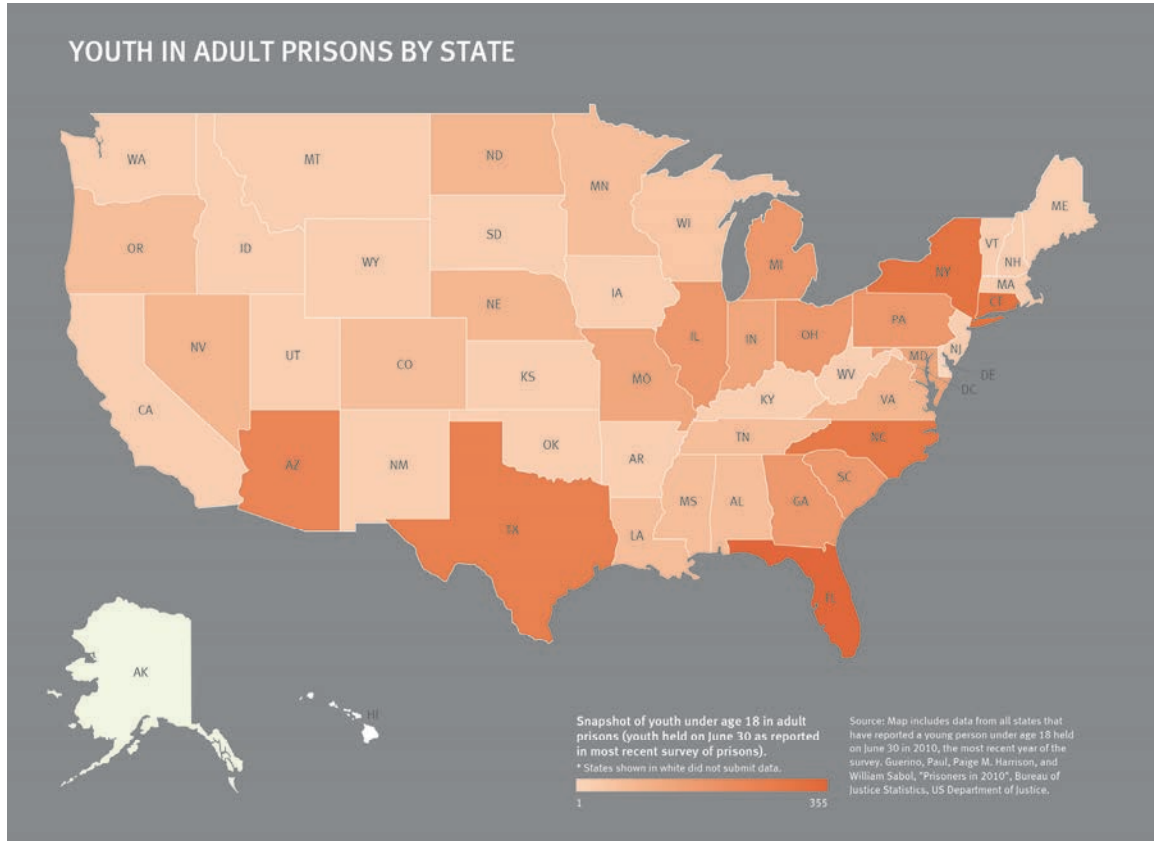 YOUTH IN ADULT PRISONS BY STATE
WA
MT
ND
MN
ME
OR
ID
WY
SD
WI
MI
VT
NH
NY
MA
CT
NV
UT
CO
NE
IA
IL
IN
OH
PA
NJ
MD
DE
DC
CA
KS
MO
KY
WV
VA
AZ
NM
OK
AR
TN
NC
TX
LA
MS
AL
GA
SC
FL
AK
HI
Snapshot of youth under age 18 in adult
prisons (youth held on June 30 as reported
in most recent survey of prisons).
* States shown in white did not submit data.
1
355
Source: Map includes data from all states that
have reported a young person under age 18 held
on June 30 in 2010, the most recent year of the
survey. Guerino, Paul, Paige M. Harrison, and
William Sabol, "Prisoners in 2010", Bureau of
Justice Statistics, US Department of Justice.